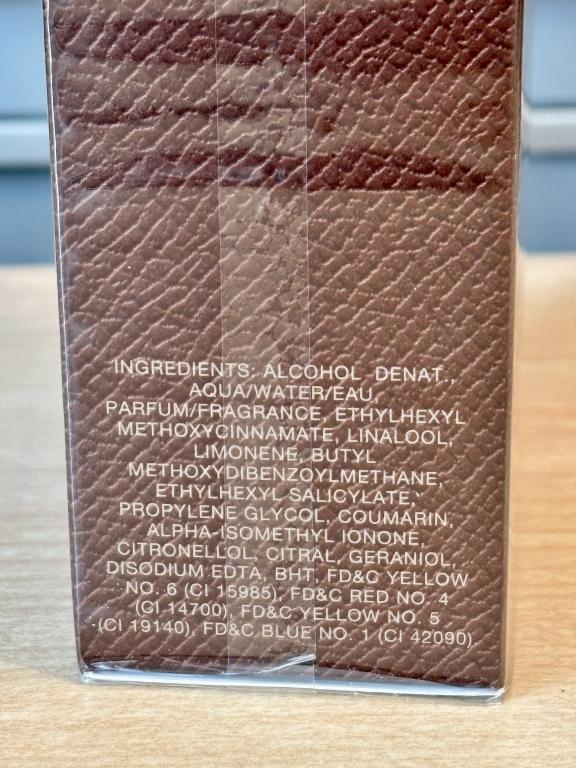 INGREDIENTS: ALCOHOL DENAT.,
AQUA/WATER/EAU,
PARFUM/FRAGRANCE, ETHYLHEXYL
METHOXYCINNAMATE, LINALOOL,
LIMONENE, BUTYL
METHOXYDIBENZOYLMETHANE,
ETHYLHEXYL SALICYLATE,
PROPYLENE GLYCOL, COUMARIN,
ALPHA-ISOMETHYL IONONE,
CITRONELLOL, CITRAL, GERANIOL,
DISODIUM EDTA, BHT, FD&C YELLOW
NO. 6 (CI 15985), FD&C RED NO. 4
(CI 14700), FD&C YELLOW NO. 5
(CI 19140), FD&C BLUE NO. 1 (CI 42090)